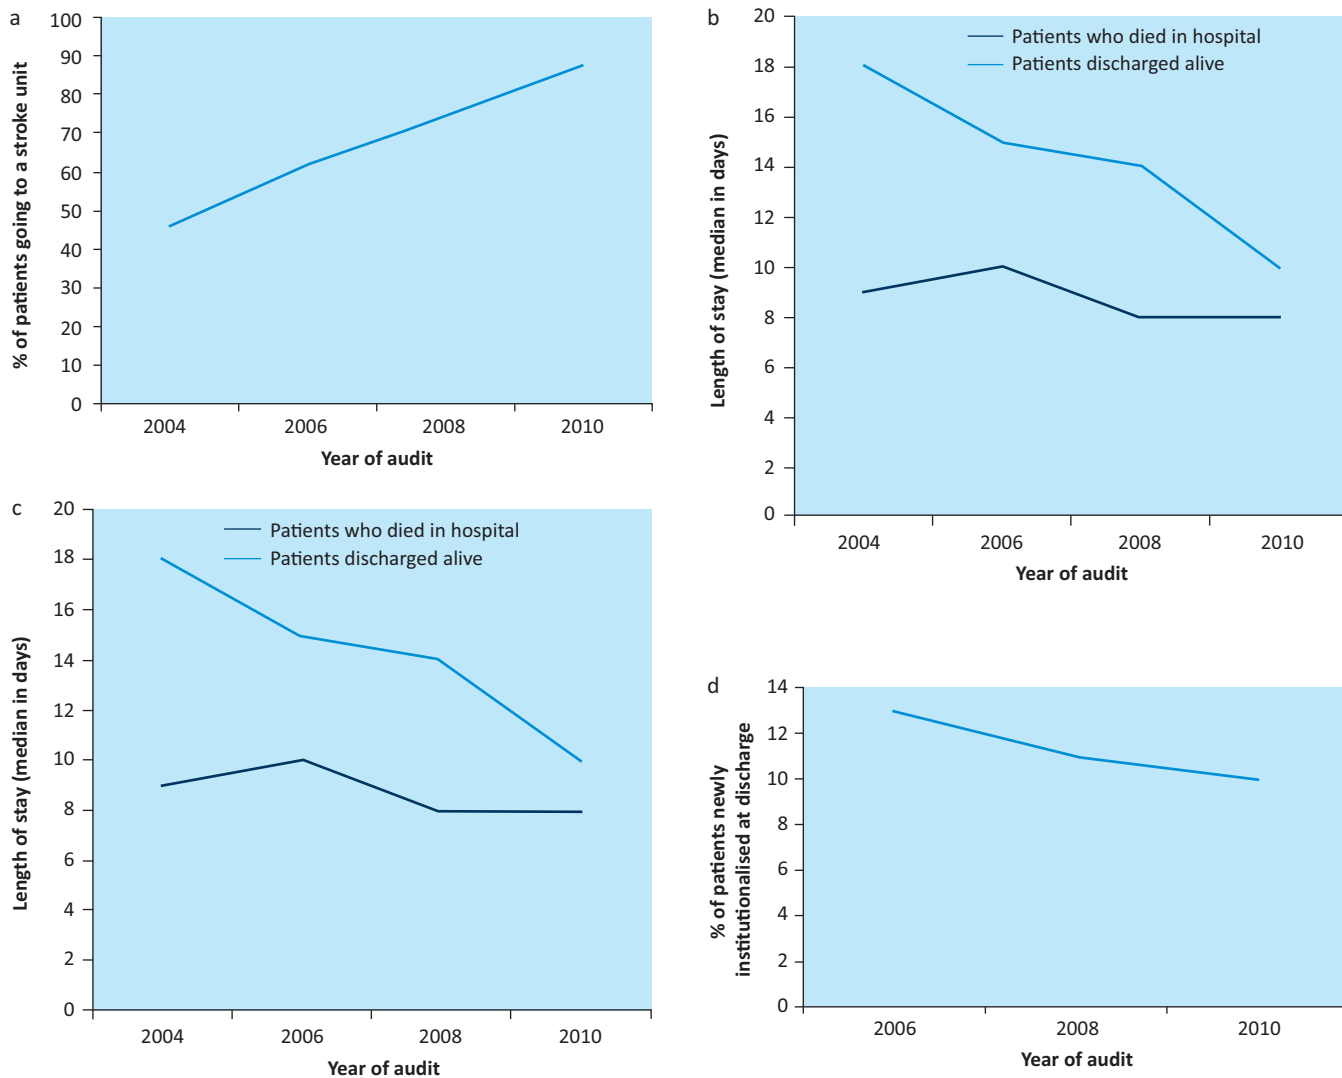 a
% of patients going to a stroke unit
100
90
80
70
60
50
40
30
20
10
0
2004 2006 2008 2010
Year of audit
b
Length of stay (median in days)
20
18
16
14
12
10
8
6
4
2
0
Patients who died in hospital
Patients discharged alive
2004 2006 2008 2010
Year of audit
c
Length of stay (median in days)
20
18
16
14
12
10
8
6
4
2
0
Patients who died in hospital
Patients discharged alive
2004 2006 2008 2010
Year of audit
d
% of patients newly
institutionalised at discharge
14
12
10
8
6
4
2
0
2006 2008 2010
Year of audit